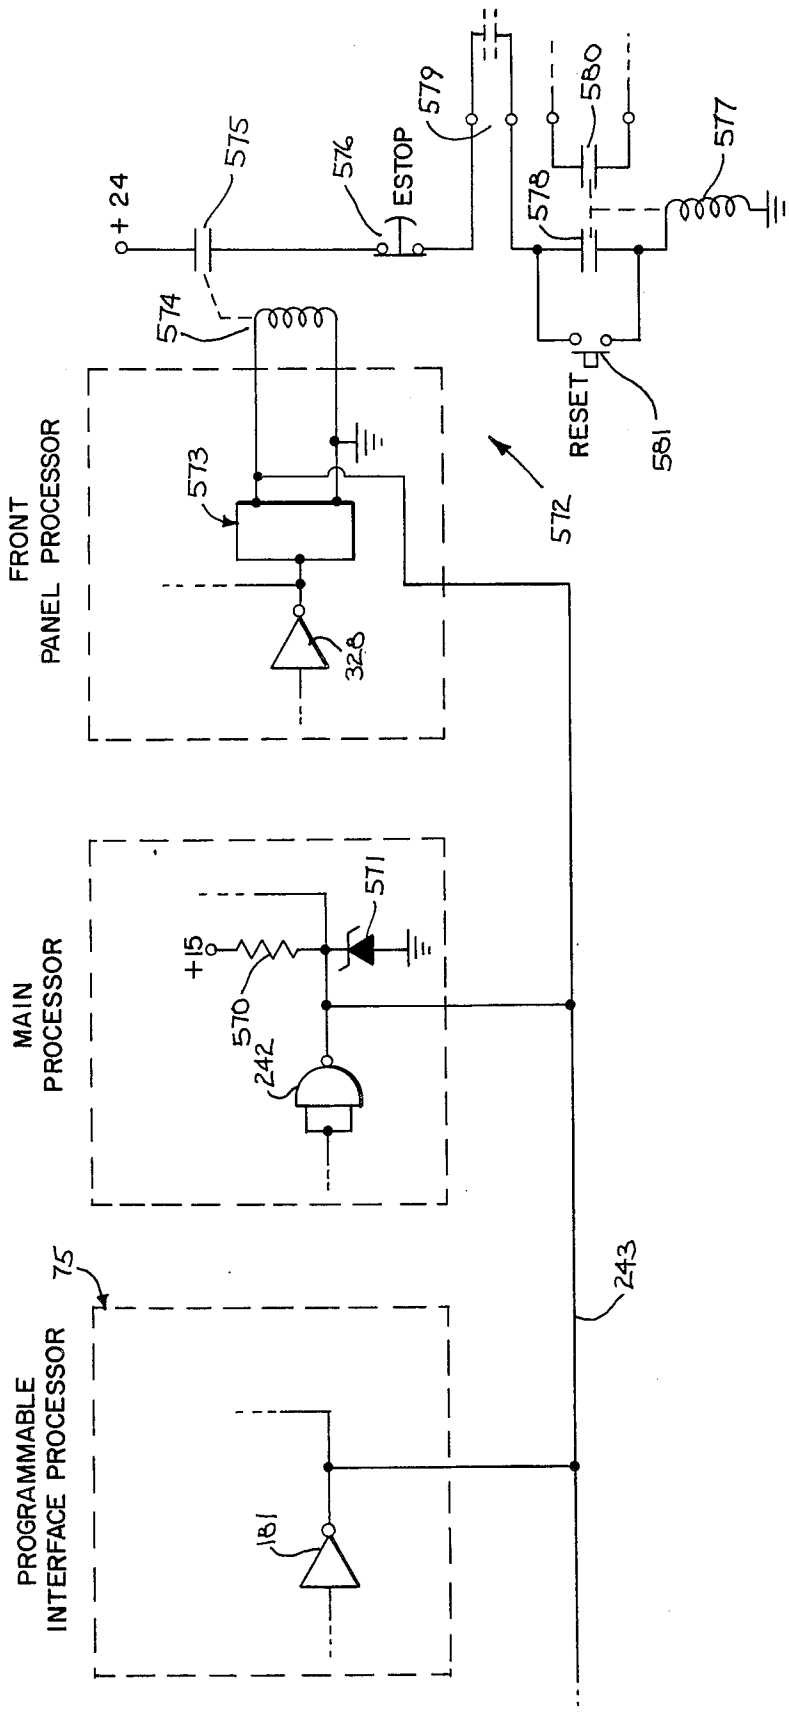 PROGRAMMABLE
INTERFACE PROCESSOR
75
181
MAIN
PROCESSOR
+15
570
242
571
243
FRONT
PANEL PROCESSOR
573
328
572
574
+24
575
576
ESTOP
579
578
580
577
RESET
581